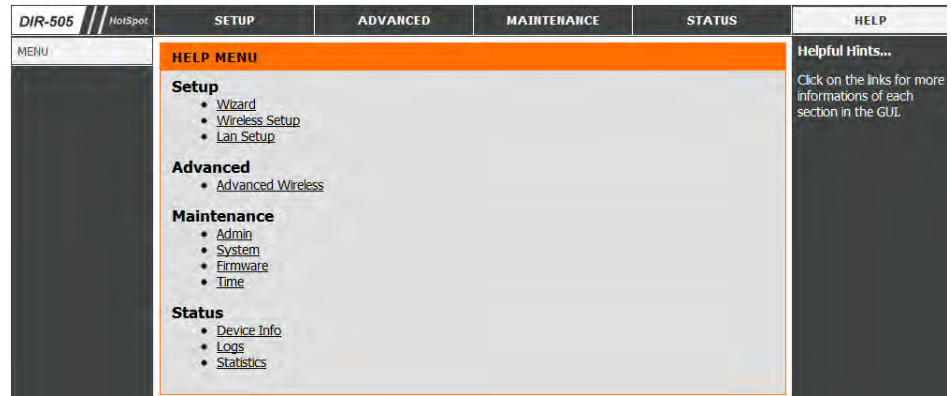 DIR-505 HotSpot SETUP ADVANCED MAINTENANCE STATUS HELP
MENU
HELP MENU
Setup
Wizard
Wireless Setup
Lan Setup
Advanced
Advanced Wireless
Maintenance
Admin
System
Firmware
Time
Status
Device Info
Logs
Statistics
Helpful Hints...
Click on the links for more
informations of each
section in the GUI.